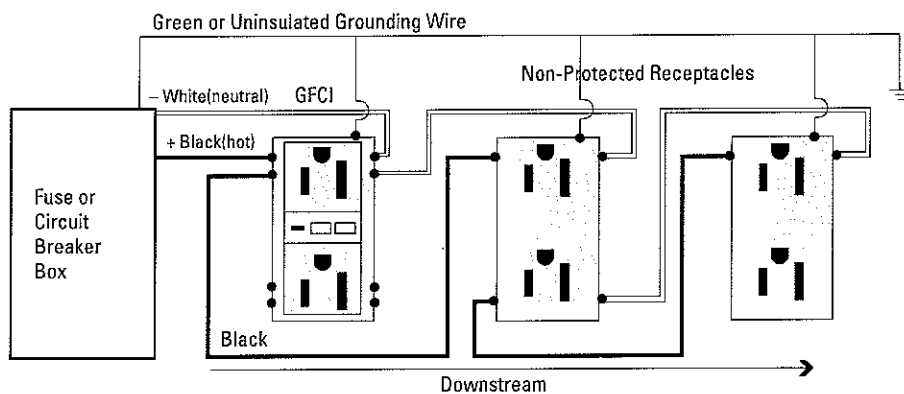 Green or Uninsulated Grounding Wire
Non-Protected Receptacles
– White(neutral)
GFCI
+ Black(hot)
Fuse or
Circuit
Breaker
Box
Black
Downstream